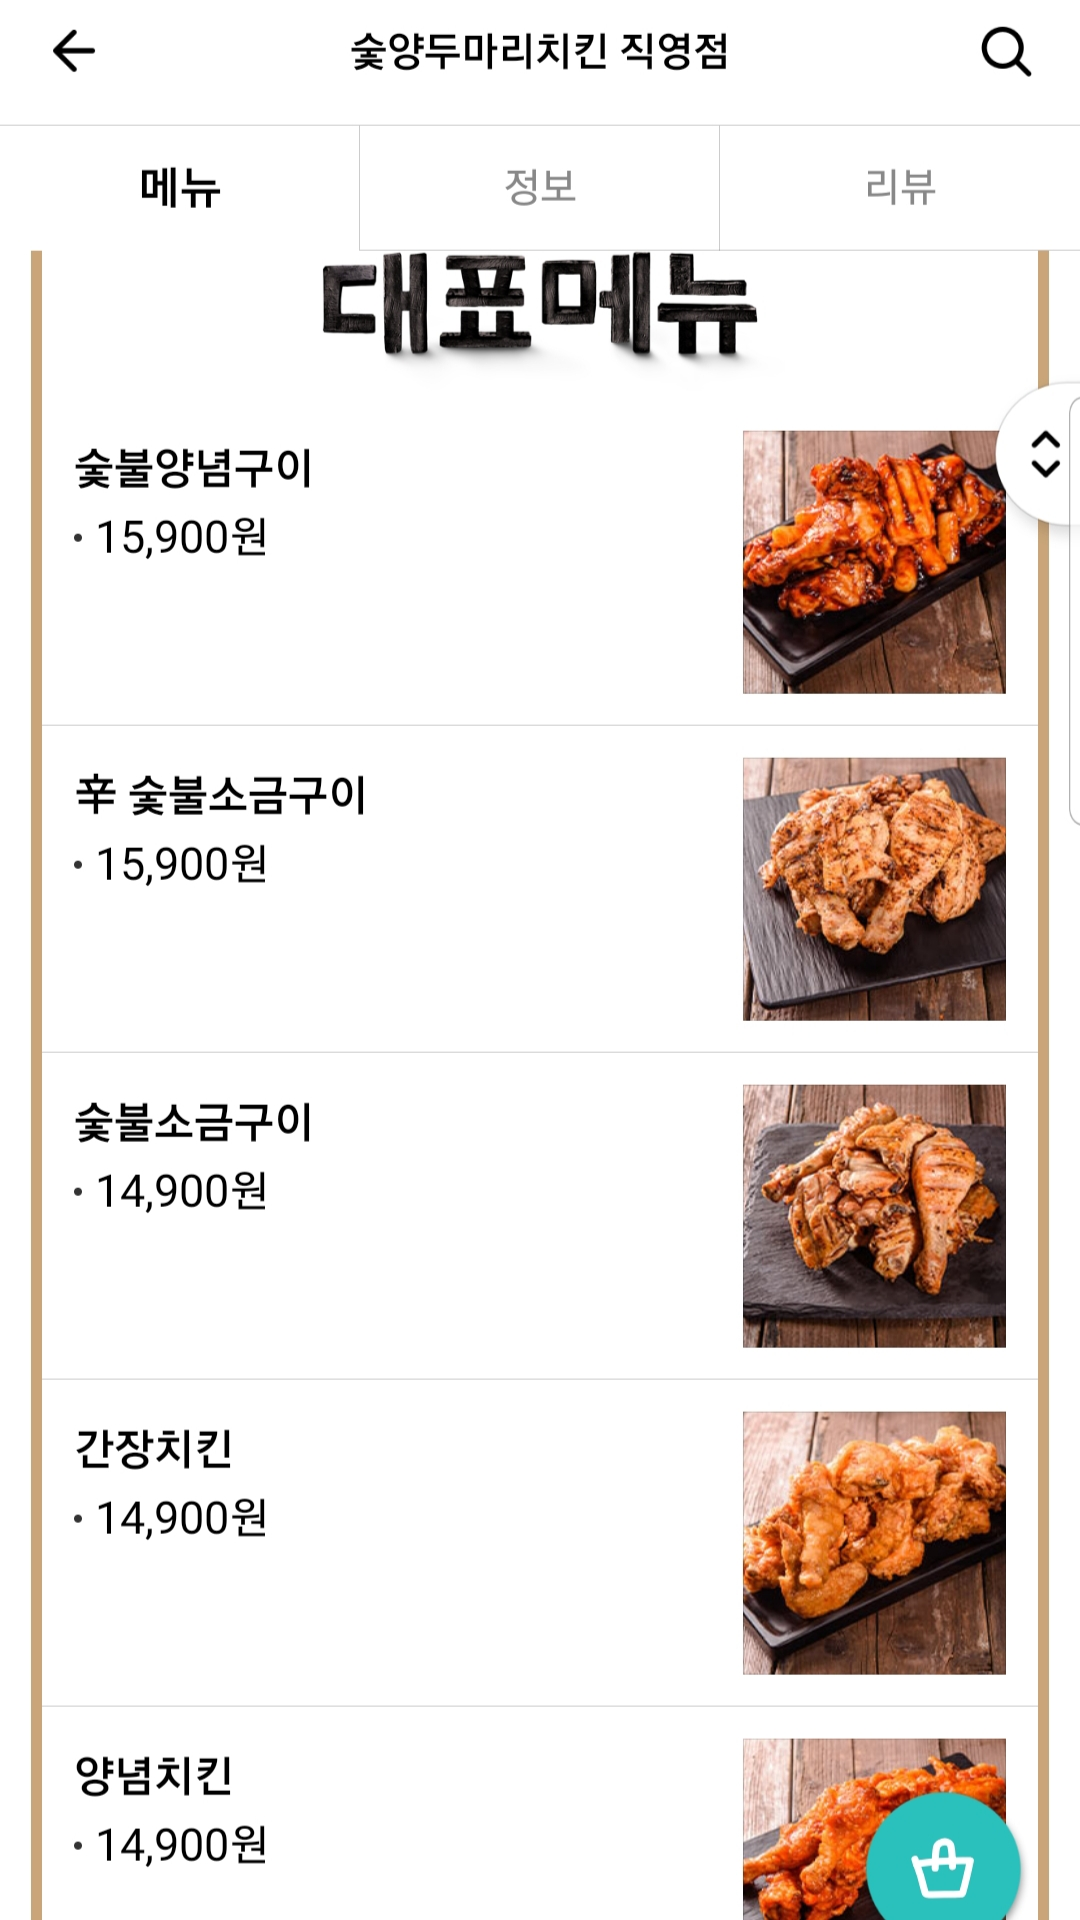 숯양두마리치킨 직영점
메뉴
정보
리뷰
대표메뉴
숯불양념구이
· 15,900원
辛 숯불소금구이
· 15,900원
숯불소금구이
· 14,900원
간장치킨
· 14,900원
양념치킨
· 14,900원